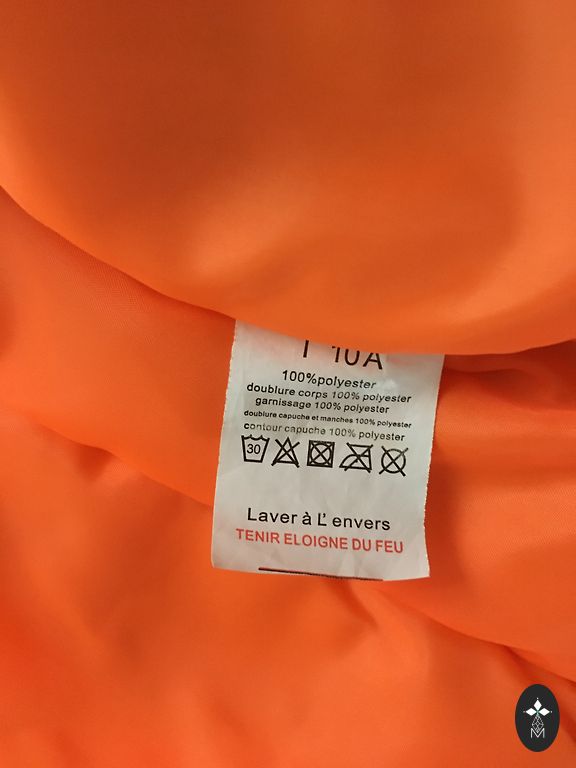 T 10A
100%polyester
doublure corps 100% polyester
garnissage 100% polyester
doublure capuche et manches 100% polyester
contour capuche 100% polyester
30
Laver à L' envers
TENIR ELOIGNE DU FEU
M